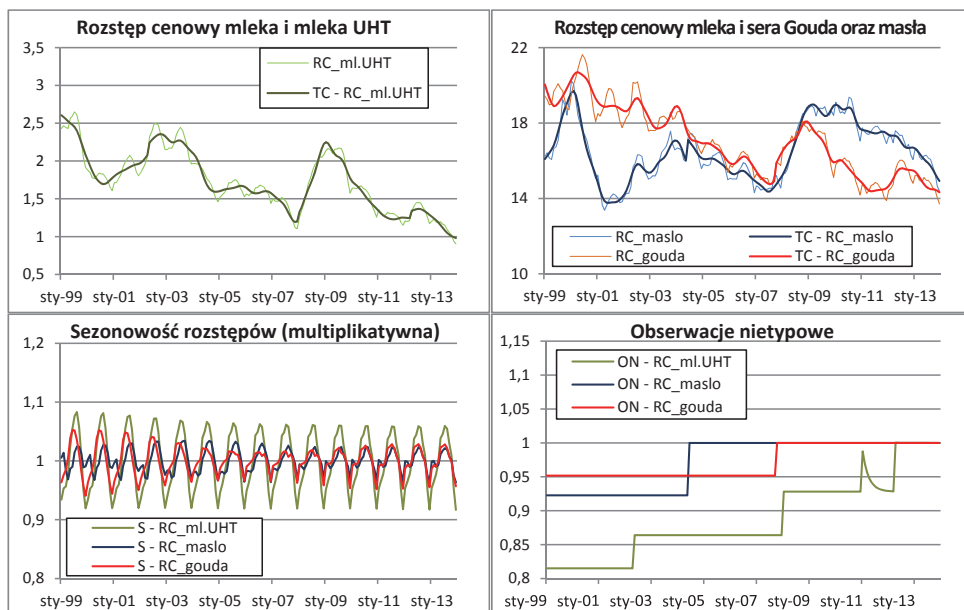 Rozstęp cenowy mleka i mleka UHT
3,5
3
2,5
2
1,5
1
0,5
RC_ml.UHT
TC - RC_ml.UHT
sty-99 sty-01 sty-03 sty-05 sty-07 sty-09 sty-11 sty-13
Rozstęp cenowy mleka i sera Gouda oraz masła
22
18
14
10
RC_maslo TC - RC_maslo
RC_gouda TC - RC_gouda
sty-99 sty-01 sty-03 sty-05 sty-07 sty-09 sty-11 sty-13
Sezonowość rozstępów (multiplikatywna)
1,2
1,1
1
0,9
0,8
S - RC_ml.UHT
S - RC_maslo
S - RC_gouda
sty-99 sty-01 sty-03 sty-05 sty-07 sty-09 sty-11 sty-13
Obserwacje nietypowe
1,15
1,1
1,05
1
0,95
0,9
0,85
0,8
ON - RC_ml.UHT
ON - RC_maslo
ON - RC_gouda
sty-99 sty-01 sty-03 sty-05 sty-07 sty-09 sty-11 sty-13